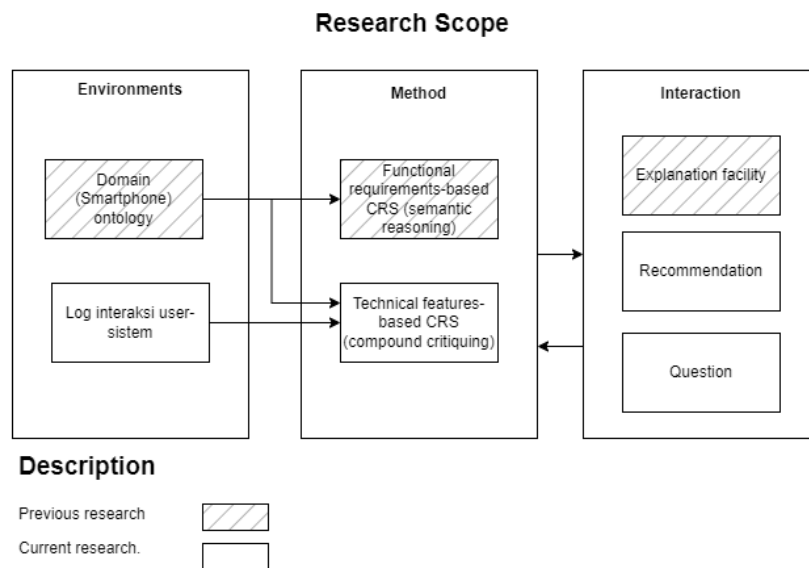 Research Scope
Environments
Domain
(Smartphone)
ontology
Log interaksi user-
sistem
Method
Functional
requirements-based
CRS (semantic
reasoning)
Technical features-
based CRS
(compound critiquing)
Interaction
Explanation facility
Recommendation
Question
Description
Previous research
Current research.